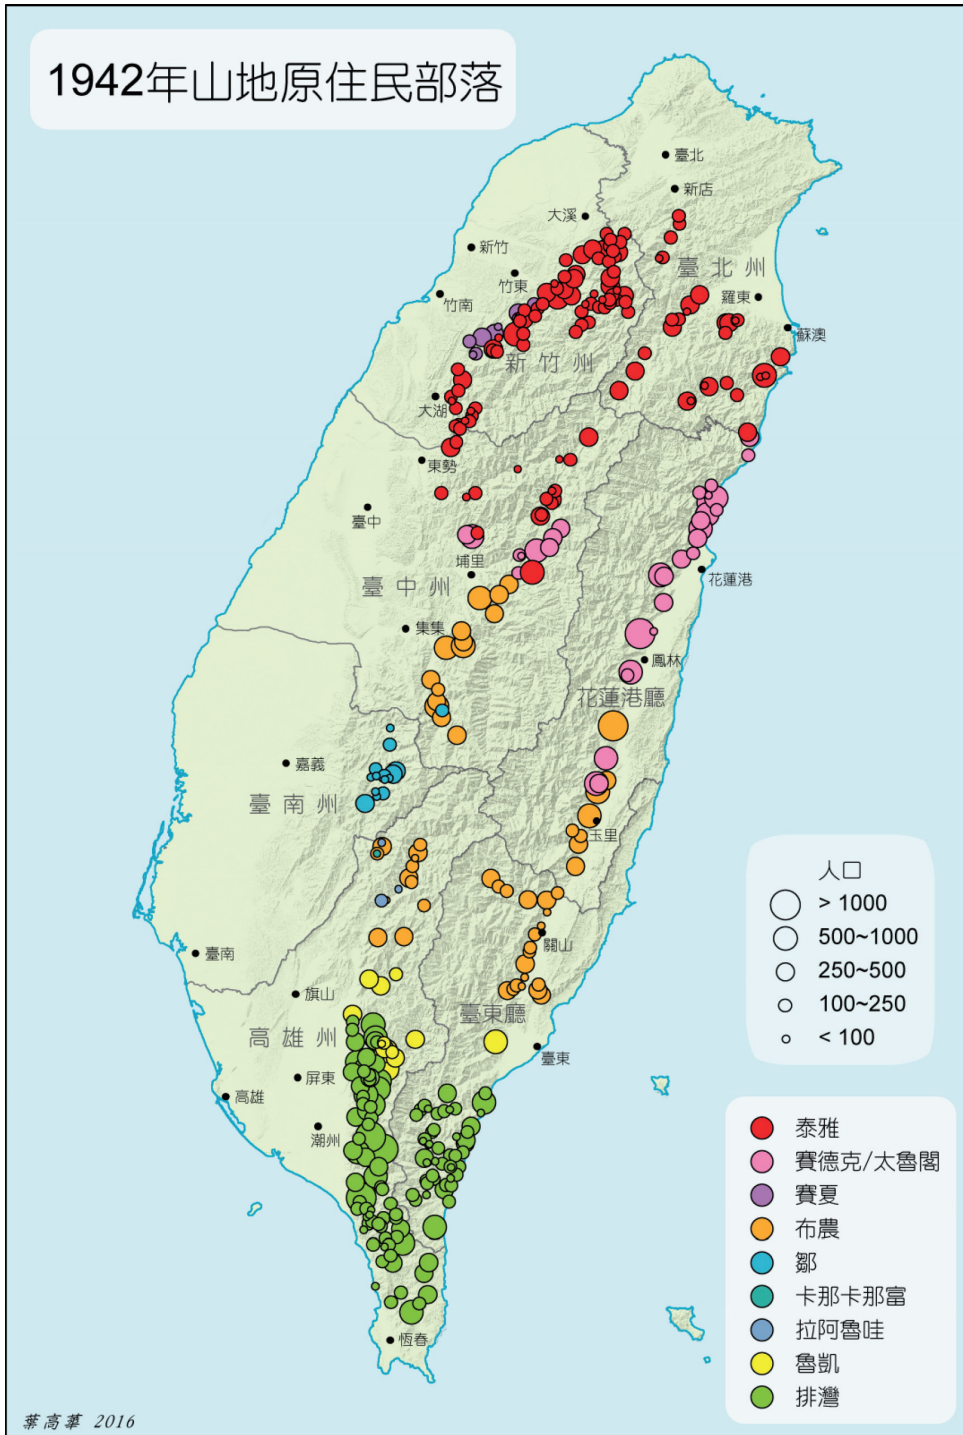 1942年山地原住民部落
臺北
新店
大溪
新竹
臺北州
竹東
竹南
羅東
蘇澳
新竹州
大湖
東勢
臺中
埔里
花蓮港
臺中州
集集
鳳林
花蓮港廳
嘉義
臺南州
玉里
人口
> 1000
500~1000
250~500
100~250
< 100
關山
臺南
旗山
臺東廳
高雄州
臺東
屏東
高雄
潮州
恆春
泰雅
賽德克/太魯閣
賽夏
布農
鄒
卡那卡那富
拉阿魯哇
魯凱
排灣
葉高華 2016